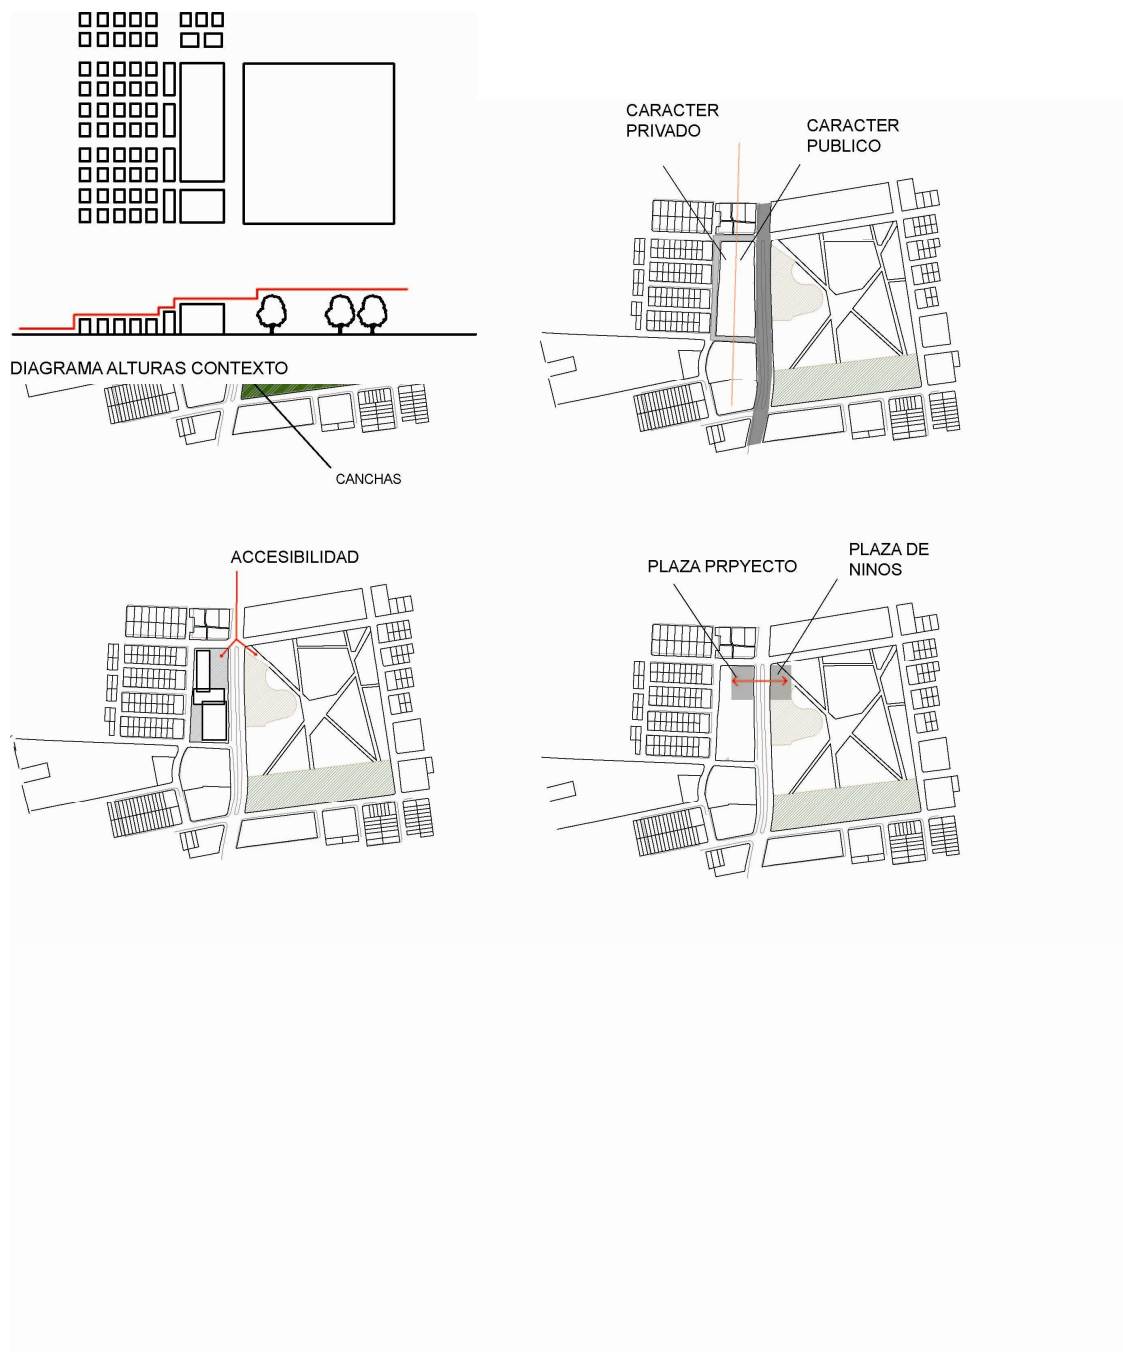 CARACTER
PRIVADO
CARACTER
PUBLICO
DIAGRAMA ALTURAS CONTEXTO
CANCHAS
ACCESIBILIDAD
PLAZA PRPYECTO
PLAZA DE
NINOS